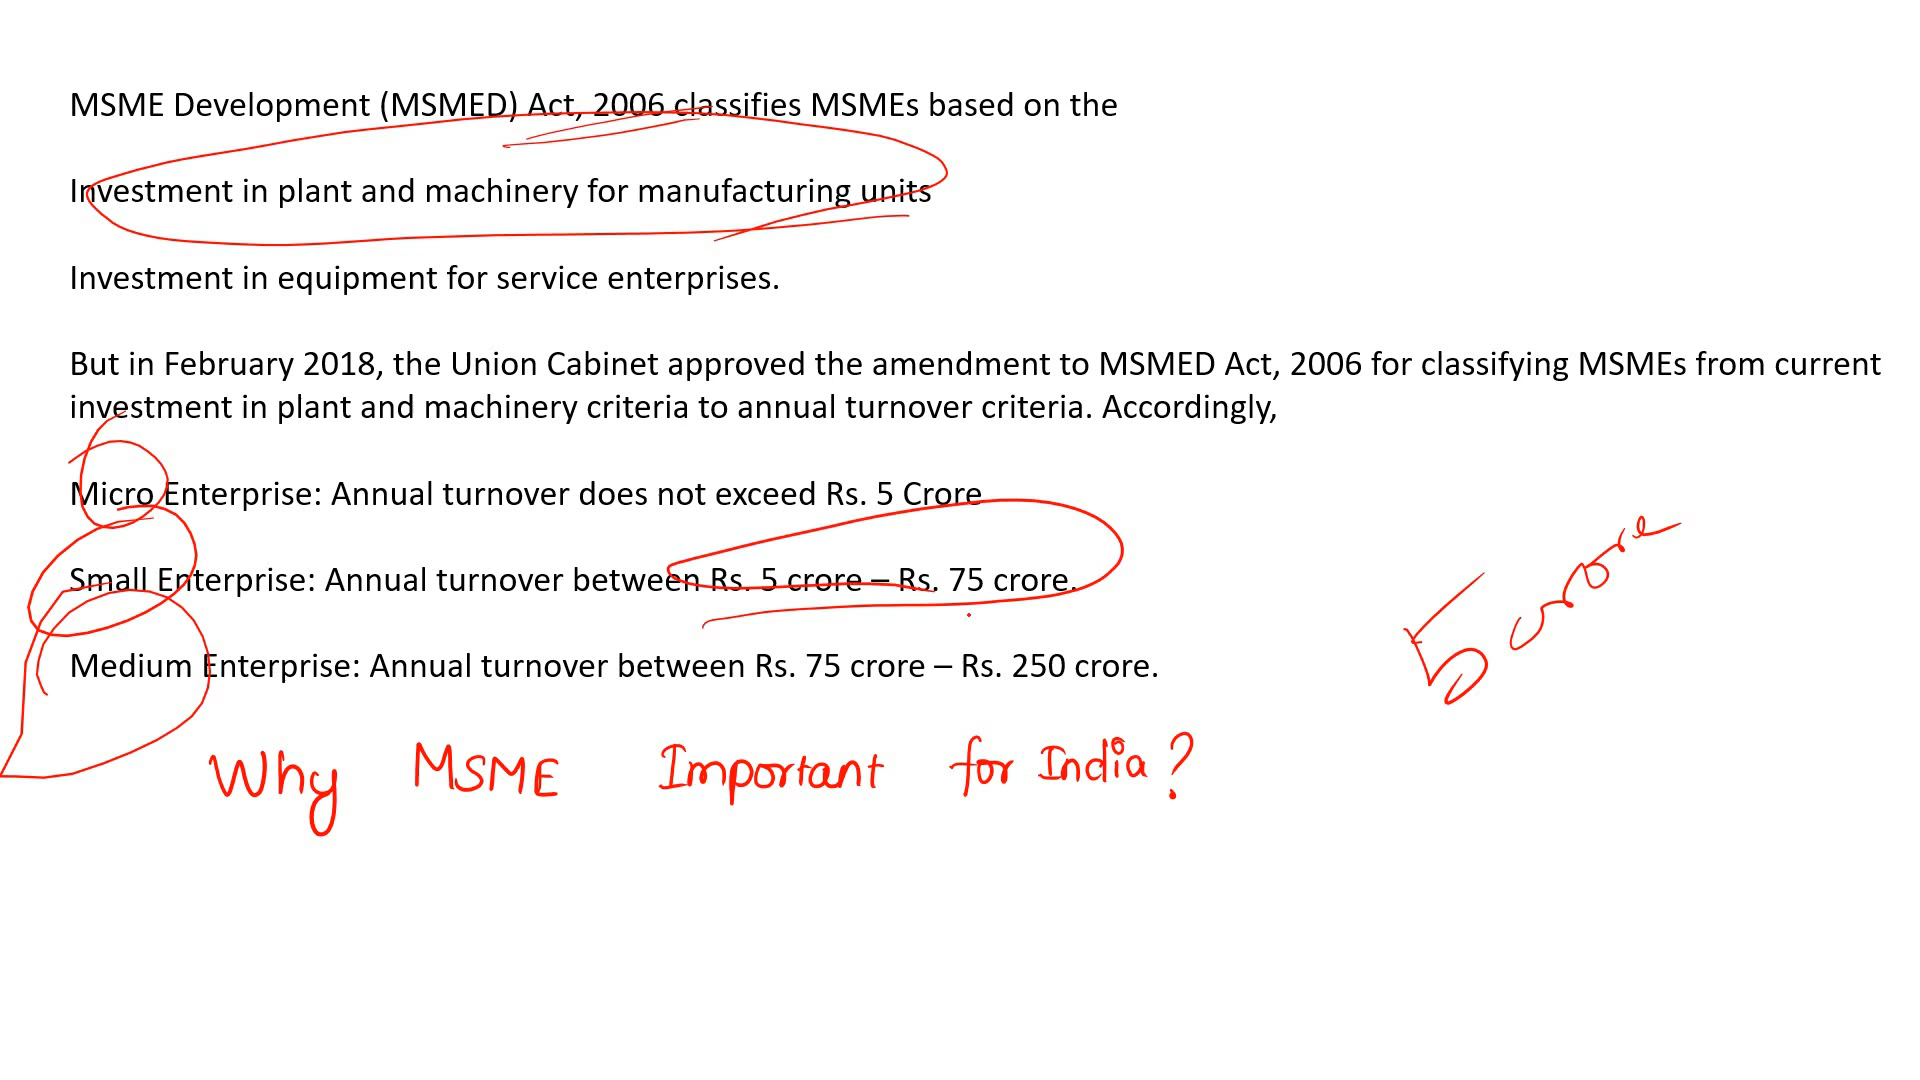 MSME Development (MSMED) Act, 2006 classifies MSMEs based on the
Investment in plant and machinery for manufacturing units
Investment in equipment for service enterprises.
But in February 2018, the Union Cabinet approved the amendment to MSMED Act, 2006 for classifying MSMEs from current
investment in plant and machinery criteria to annual turnover criteria. Accordingly,
Micro Enterprise: Annual turnover does not exceed Rs. 5 Crore
Small Enterprise: Annual turnover between Rs. 5 crore – Rs. 75 crore.
5 crore
Medium Enterprise: Annual turnover between Rs. 75 crore – Rs. 250 crore.
Why MSME Important for India?